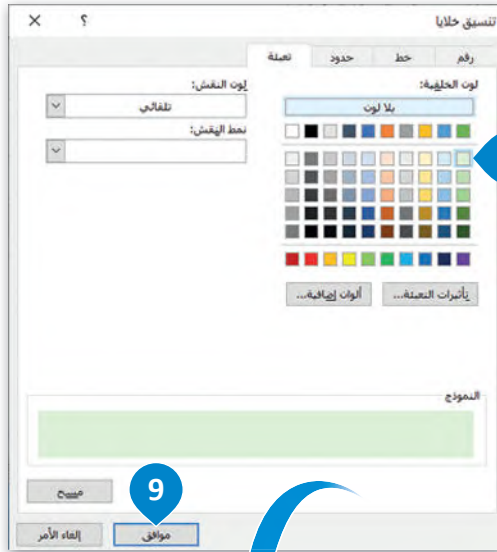 تنسيق خلايا
؟
رقم
خط
حدود
تعبئة
لون الخلفية:
بلا لون
لون النقش:
تلقائي
نمط النقش:
تأثيرات التعبئة...
ألوان إضافية...
النموذج
مسح
9
موافق
إلغاء الأمر